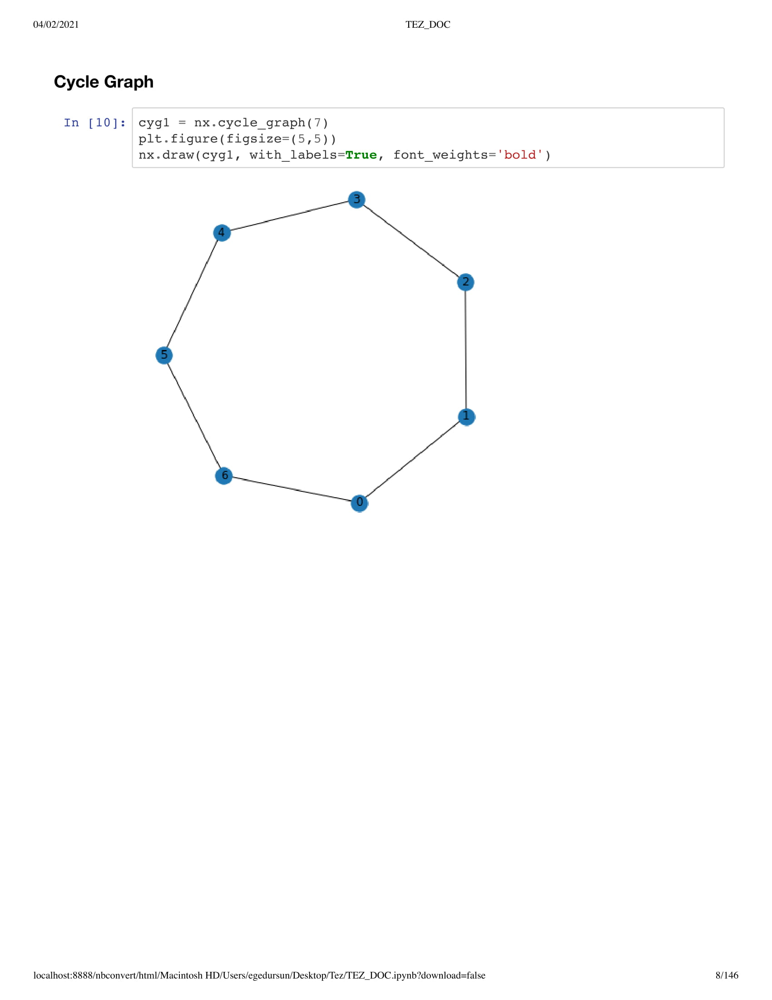 04/02/2021 TEZ_DOC
Cycle Graph
In [10]: cyg1 = nx.cycle_graph(7)
plt.figure(figsize=(5,5))
nx.draw(cyg1, with_labels=True, font_weights='bold')
3
4
2
5
1
6
0
localhost:8888/nbconvert/html/Macintosh HD/Users/egedursun/Desktop/Tez/TEZ_DOC.ipynb?download=false 8/146